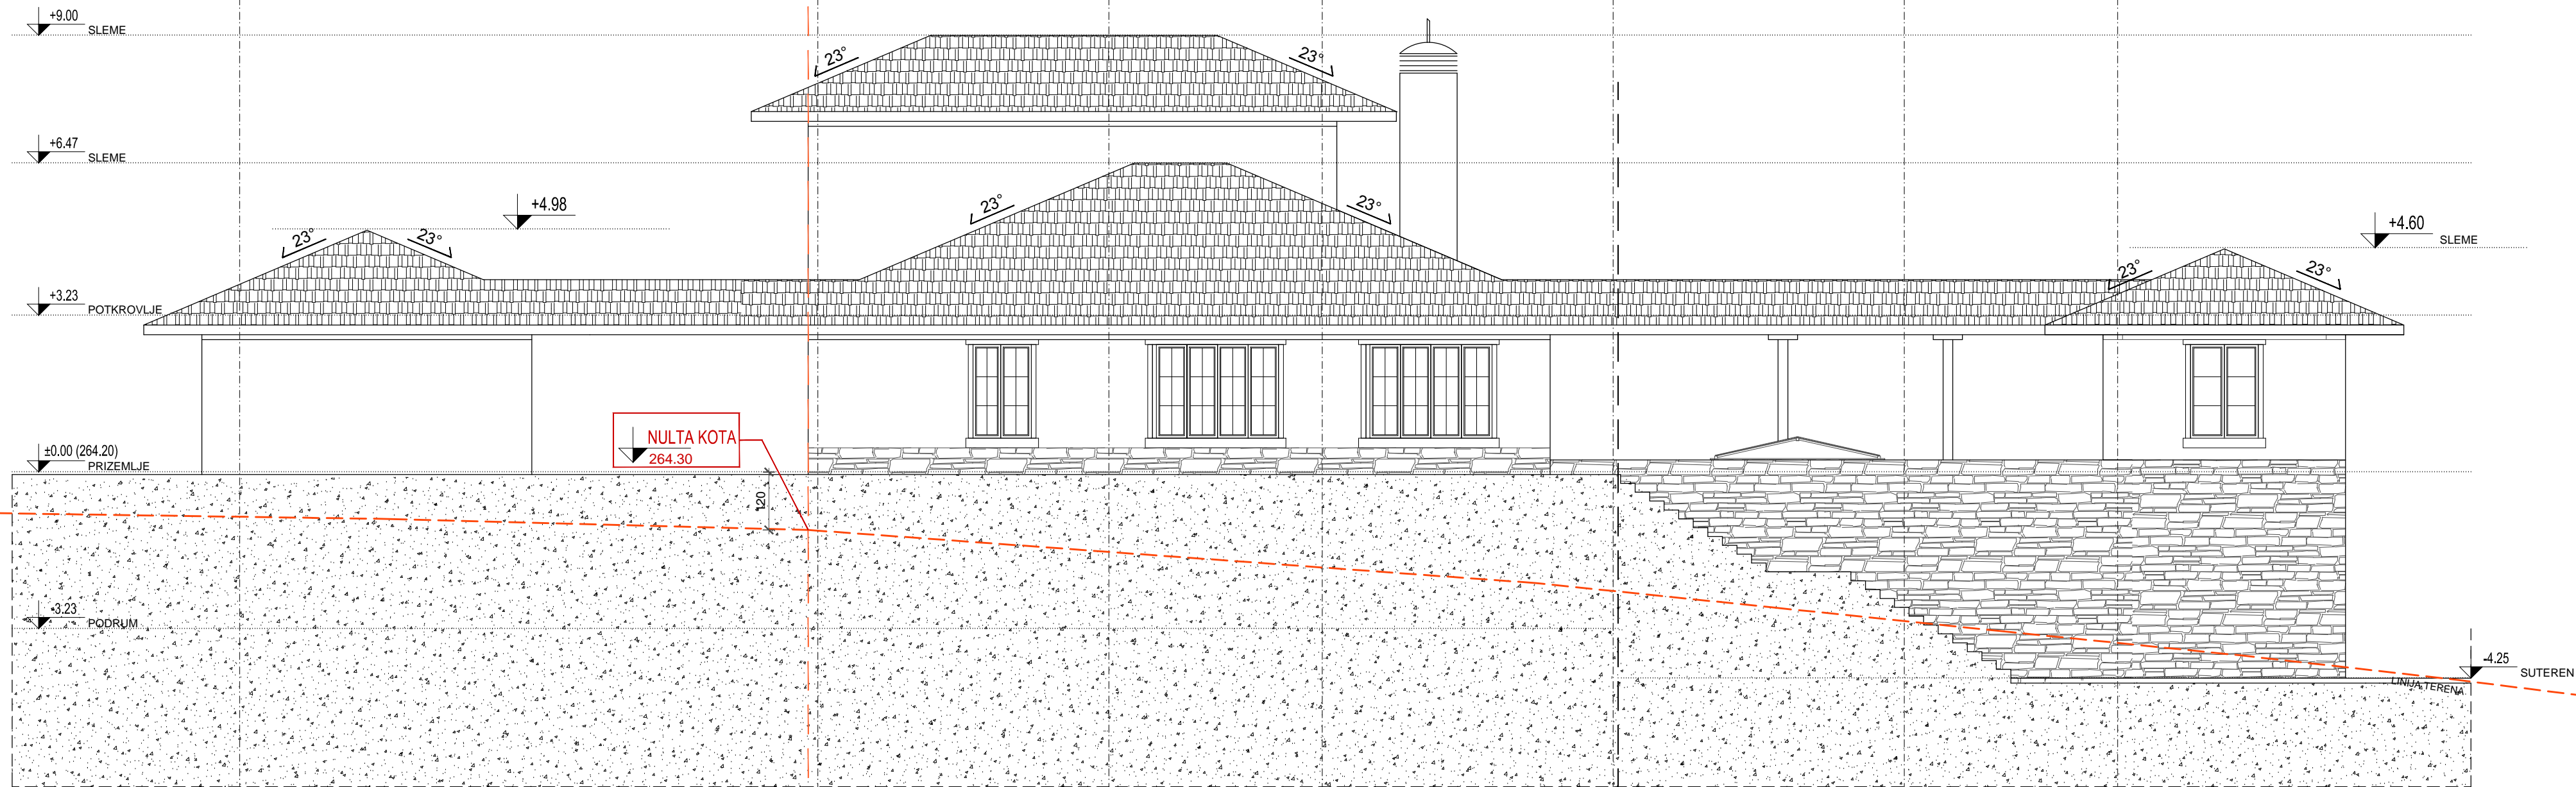 +9.00
SLEME
23°
23°
+6.47
SLEME
+4.98
23°
23°
23°
23°
+4.60
SLEME
23°
23°
+3.23
POTKROVLJE
NULTA KOTA
264.30
±0.00 (264.20)
PRIZEMLJE
120
-3.23
PODRUM
-4.25
SUTEREN
LINIJA TERENA